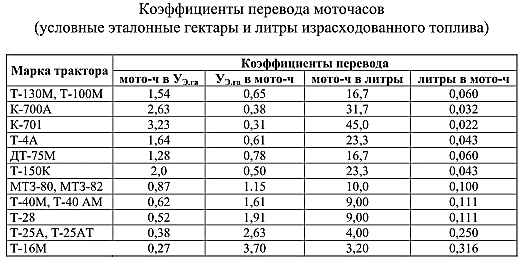 Коэффициенты перевода моточасов
(условные эталонные гектары и литры израсходованного топлива)
Марка трактора Коэффициенты перевода
мото-ч в Уэ.га Уэ.га в мото-ч мото-ч в литры литры в мото-ч
Т-130М, Т-100М 1,54 0,65 16,7 0,060
К-700А 2,63 0,38 31,7 0,032
К-701 3,23 0,31 45,0 0,022
Т-4А 1,64 0,61 23,3 0,043
ДТ-75М 1,28 0,78 16,7 0,060
Т-150К 2,0 0,50 23,3 0,043
МТЗ-80, МТЗ-82 0,87 1.15 10,0 0,100
Т-40М, Т-40 АМ 0,62 1,61 9,00 0,111
Т-28 0,52 1,91 9,00 0,111
Т-25А, Т-25АТ 0,38 2,63 4,00 0,250
Т-16М 0,27 3,70 3,20 0,316